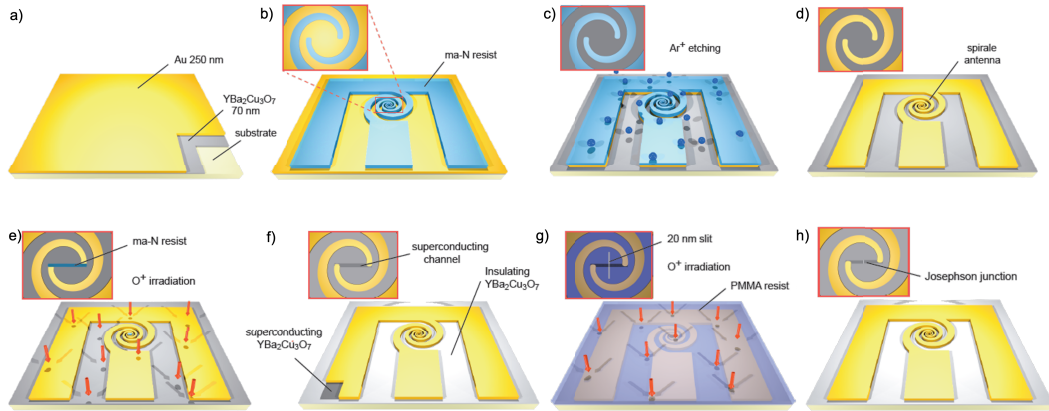 a)
Au 250 nm
YBa2Cu3O7
70 nm
substrate
b)
ma-N resist
c)
Ar+ etching
d)
spirale
antenna
e)
ma-N resist
O+ irradiation
f)
superconducting
channel
Insulating
YBa2Cu3O7
superconducting
YBa2Cu3O7
g)
20 nm slit
O+ irradiation
PMMA resist
h)
Josephson junction